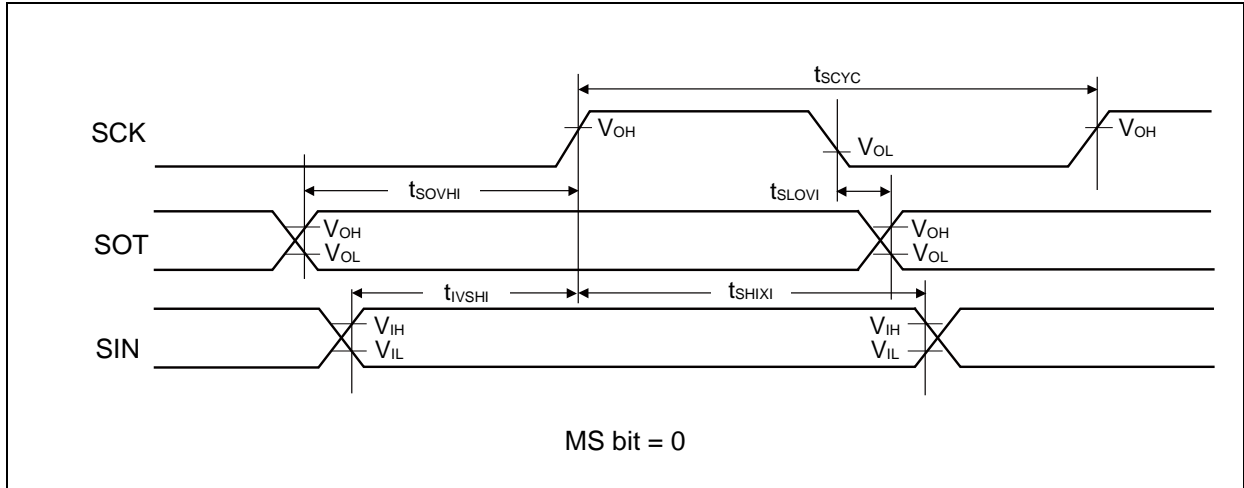 tSCYC
SCK
VOH
VOL
VOH
tSOVHI
tSLOVI
SOT
VOH
VOL
VOH
VOL
tIVSHI
tSHIXI
SIN
VIH
VIL
VIH
VIL
MS bit = 0